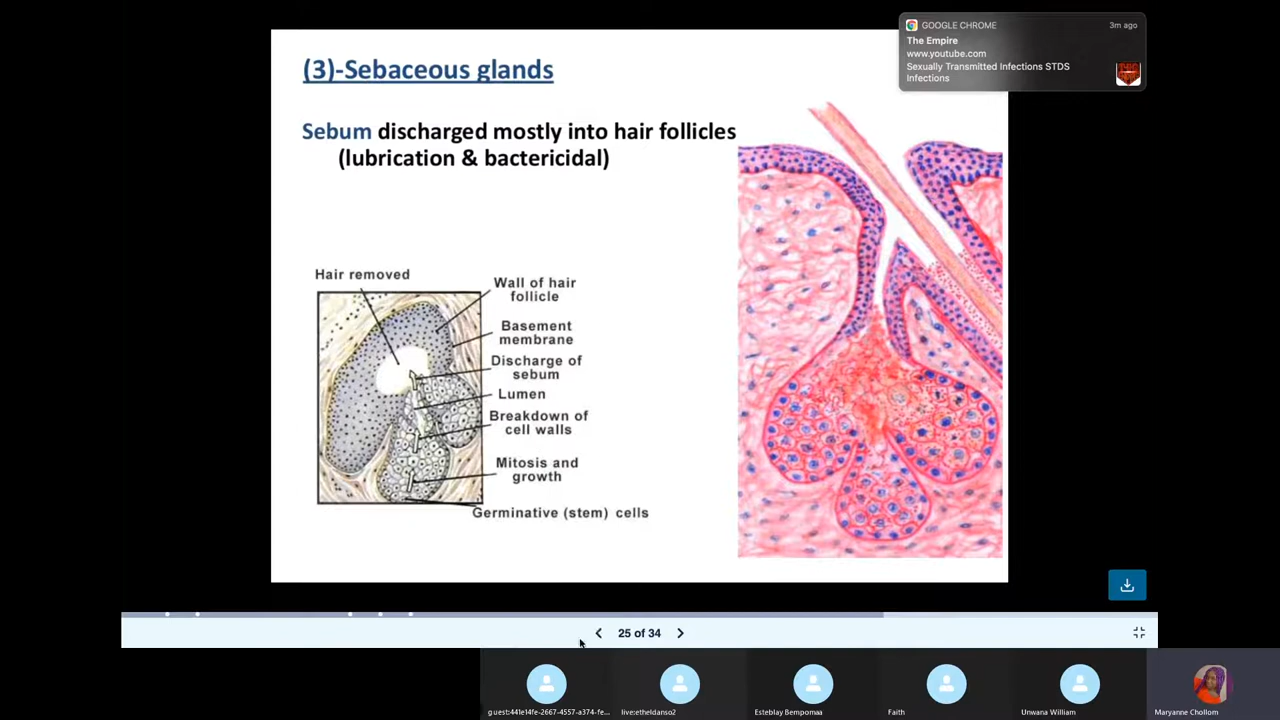 (3)-Sebaceous glands
Sebum discharged mostly into hair follicles
(lubrication & bactericidal)
Hair removed
Wall of hair
follicle
Basement
membrane
Discharge of
sebum
Lumen
Breakdown of
cell walls
Mitosis and
growth
Germinative (stem) cells
GOOGLE CHROME
3m ago
The Empire
www.youtube.com
Sexually Transmitted Infections STDS
Infections
25 of 34
guest:441e14fe-2667-4557-a374-fe...
live:etheldanso2
Esteblay Bempomaa
Faith
Unwana William
Maryanne Chollom